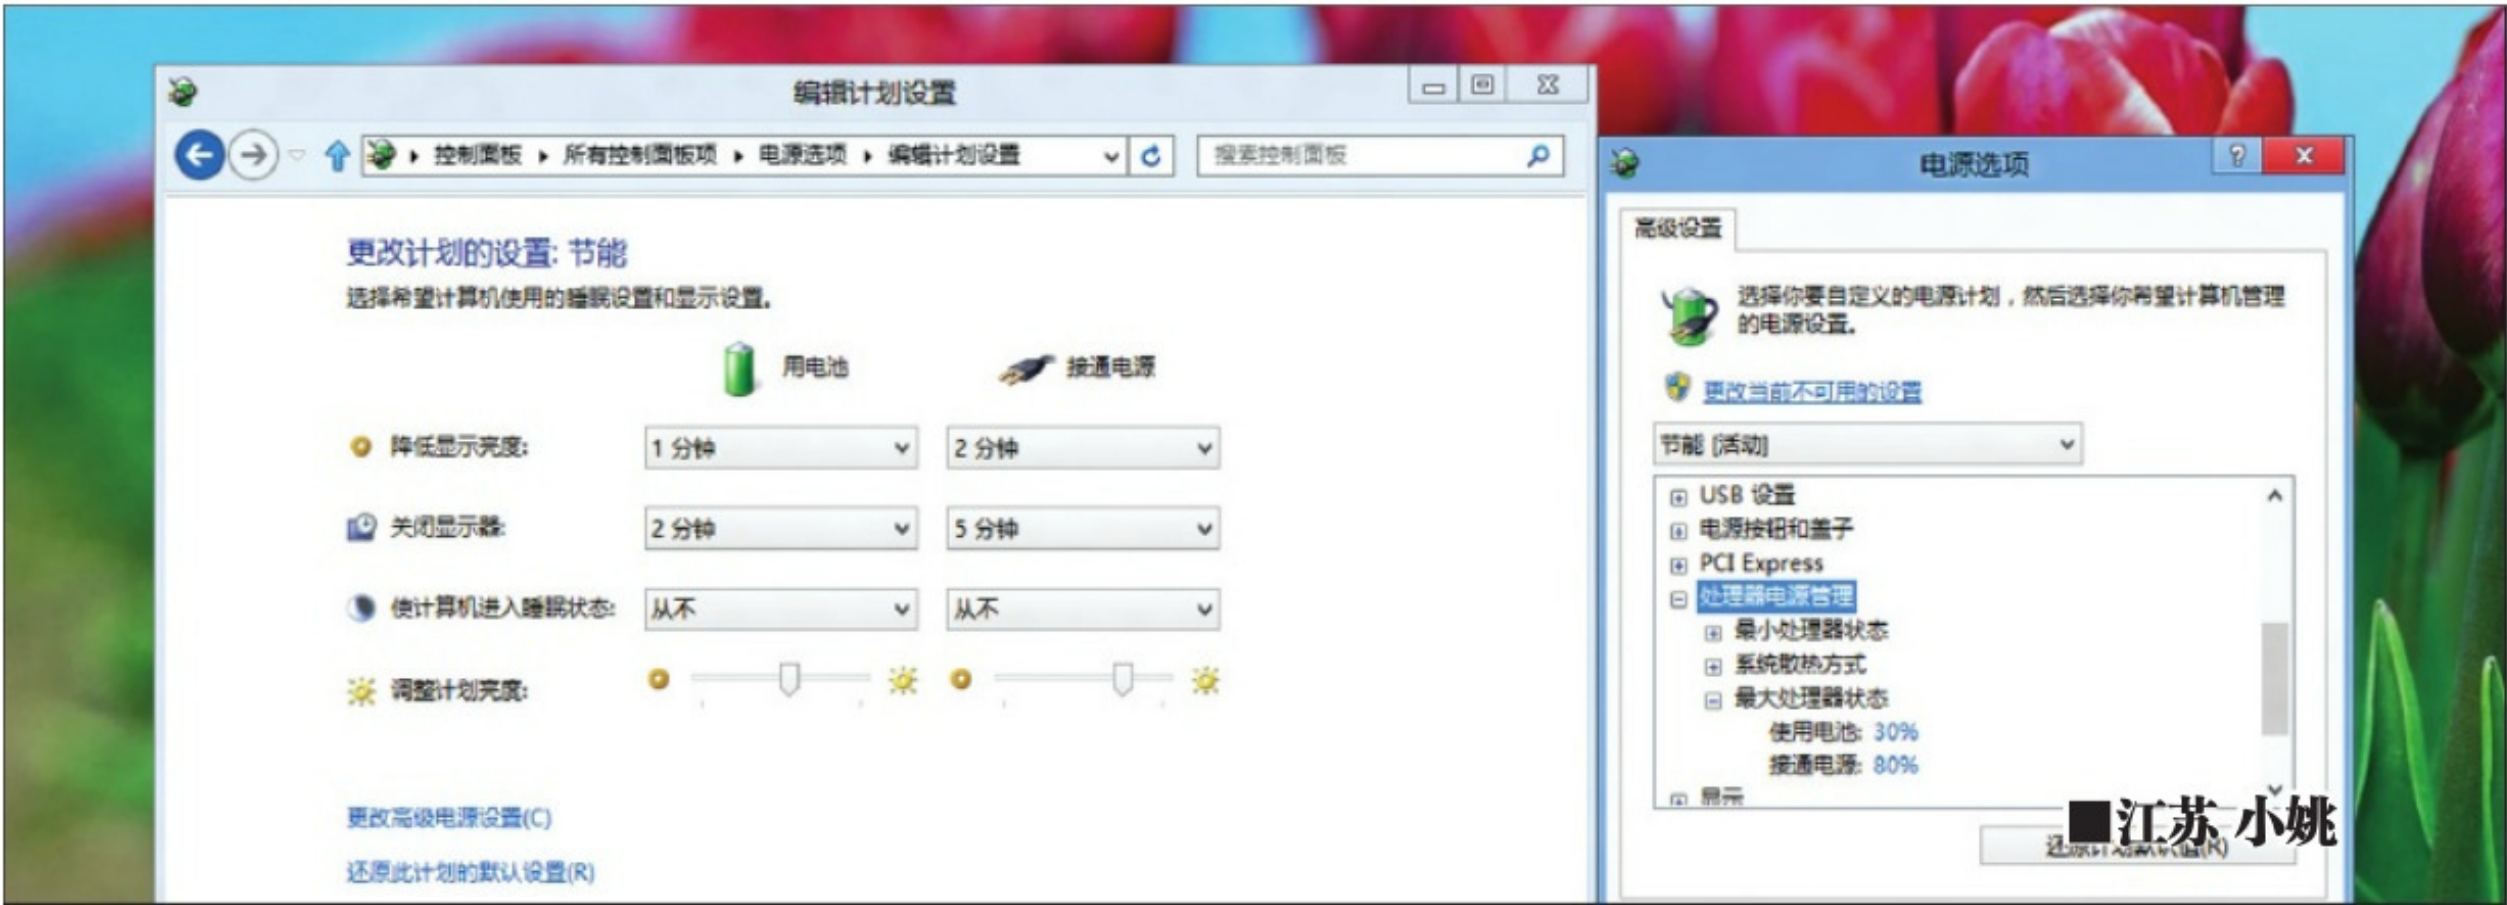 编辑计划设置
控制面板 所有控制面板项 电源选项 编辑计划设置
搜索控制面板
更改计划的设置: 节能
选择希望计算机使用的睡眠设置和显示设置。
用电池 接通电源
降低显示亮度: 1 分钟 2 分钟
关闭显示器: 2 分钟 5 分钟
使计算机进入睡眠状态: 从不 从不
调整计划亮度:
更改高级电源设置(C)
还原此计划的默认设置(R)
电源选项
高级设置
选择你要自定义的电源计划，然后选择你希望计算机管理
的电源设置。
更改当前不可用的设置
节能 [活动]
USB 设置
电源按钮和盖子
PCI Express
处理器电源管理
最小处理器状态
系统散热方式
最大处理器状态
使用电池: 30%
接通电源: 80%
显示
还原计划默认值(R)
■江苏 小姚